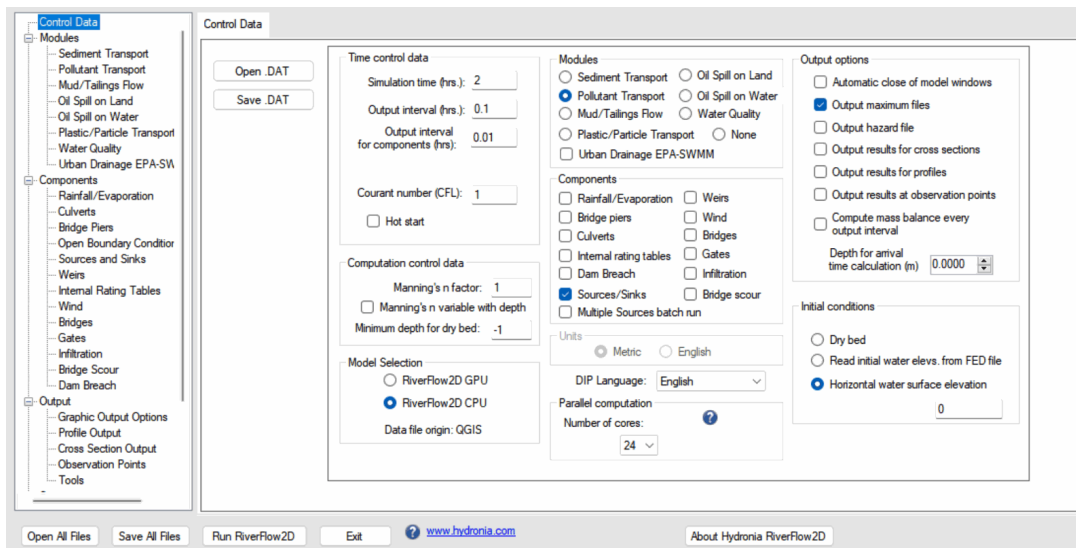 Control Data
Modules
Sediment Transport
Pollutant Transport
Mud/Tailings Flow
Oil Spill on Land
Oil Spill on Water
Plastic/Particle Transport
Water Quality
Urban Drainage EPA-SW
Components
Rainfall/Evaporation
Culverts
Bridge Piers
Open Boundary Condition
Sources and Sinks
Weirs
Internal Rating Tables
Wind
Bridges
Gates
Infiltration
Bridge Scour
Dam Breach
Output
Graphic Output Options
Profile Output
Cross Section Output
Observation Points
Tools
Control Data
Open .DAT
Save .DAT
Time control data
Simulation time (hrs.): 2
Output interval (hrs.): 0.1
Output interval
for components (hrs): 0.01
Courant number (CFL): 1
Hot start
Computation control data
Manning's n factor: 1
Manning's n variable with depth
Minimum depth for dry bed: -1
Model Selection
RiverFlow2D GPU
RiverFlow2D CPU
Data file origin: QGIS
Modules
Sediment Transport Oil Spill on Land
Pollutant Transport Oil Spill on Water
Mud/Tailings Flow Water Quality
Plastic/Particle Transport None
Urban Drainage EPA-SWMM
Components
Rainfall/Evaporation Weirs
Bridge piers Wind
Culverts Bridges
Internal rating tables Gates
Dam Breach Infiltration
Sources/Sinks Bridge scour
Multiple Sources batch run
Units
Metric English
DIP Language: English
Parallel computation
Number of cores: ?
24
Output options
Automatic close of model windows
Output maximum files
Output hazard file
Output results for cross sections
Output results for profiles
Output results at observation points
Compute mass balance every
output interval
Depth for arrival
time calculation (m) 0.0000
Initial conditions
Dry bed
Read initial water elevs. from FED file
Horizontal water surface elevation
0
Open All Files Save All Files Run RiverFlow2D Exit ? www.hydronia.com About Hydronia RiverFlow2D